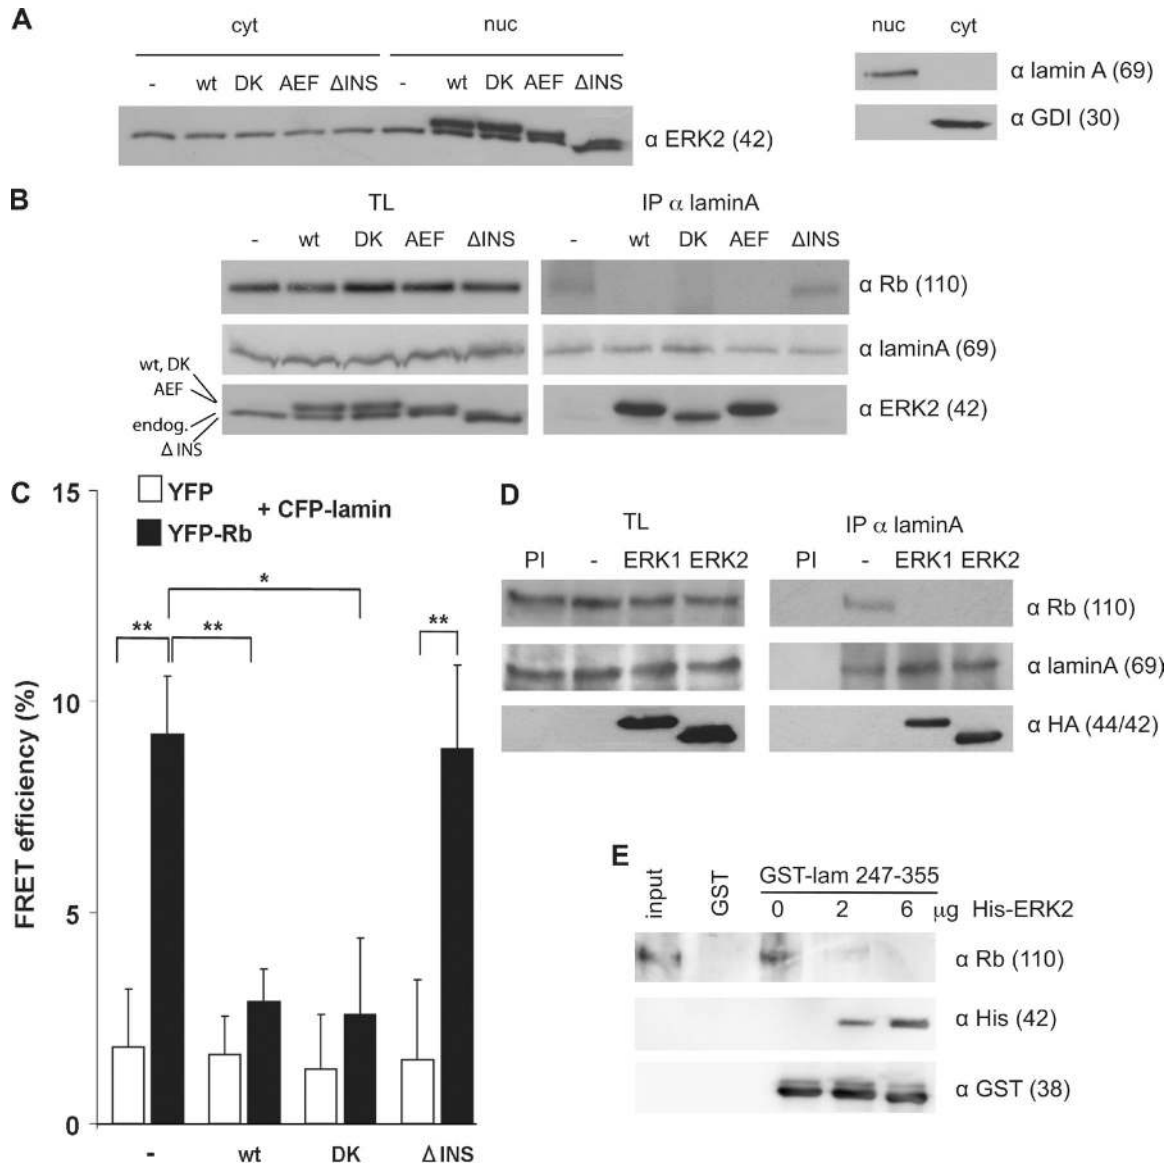 A
cyt nuc
- wt DK AEF ΔINS - wt DK AEF ΔINS
α ERK2 (42)
nuc cyt
α lamin A (69)
α GDI (30)
B
TL IP α laminA
- wt DK AEF ΔINS - wt DK AEF ΔINS
α Rb (110)
α laminA (69)
α ERK2 (42)
wt, DK
AEF
endog.
Δ INS
C
YFP
YFP-Rb
+ CFP-lamin
FRET efficiency (%)
15
10
5
0
*
** ** **
- wt DK Δ INS
D
TL IP α laminA
PI - ERK1 ERK2 PI - ERK1 ERK2
α Rb (110)
α laminA (69)
α HA (44/42)
E
input GST GST-lam 247-355
0 2 6 μg His-ERK2
α Rb (110)
α His (42)
α GST (38)